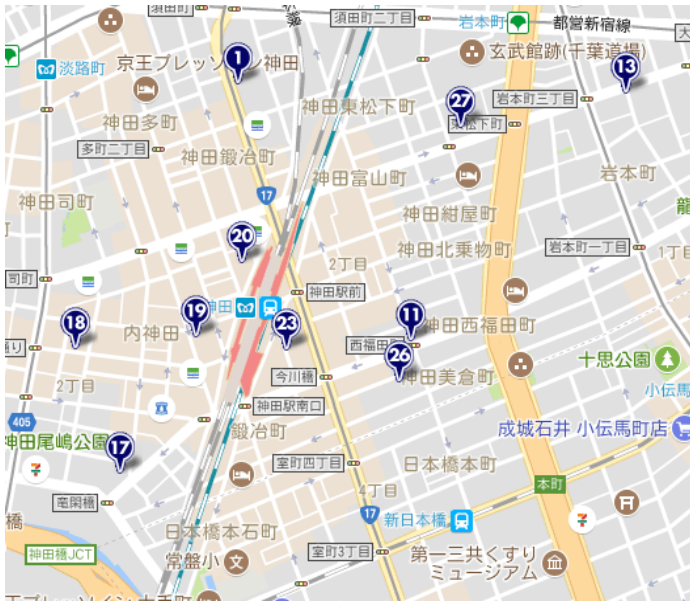 須田町一丁目
須田町二丁目
岩本町
都営新宿線
淡路町
京王プレッソイン神田
1
玄武館跡(千葉道場)
13
神田多町
神田東松下町
27
岩本町三丁目
東松下町
多町二丁目
神田鍛冶町
神田富山町
岩本町
神田司町
17
神田紺屋町
20
神田北乗物町
岩本町一丁目
2丁目
1丁目
司町
神田駅前
神田
18
19
内神田
23
11
神田西福田町
26
神田美倉町
今川橋
十思公園
小伝馬
2丁目
神田駅南口
405
神田尾嶋公園
17
鍛冶町
成城石井 小伝馬町店
室町四丁目
日本橋本町
4丁目
本町
竜閑橋
17
新日本橋
日本橋本石町
神田橋JCT
常盤小
室町3丁目
第一三共くすり
ミュージアム